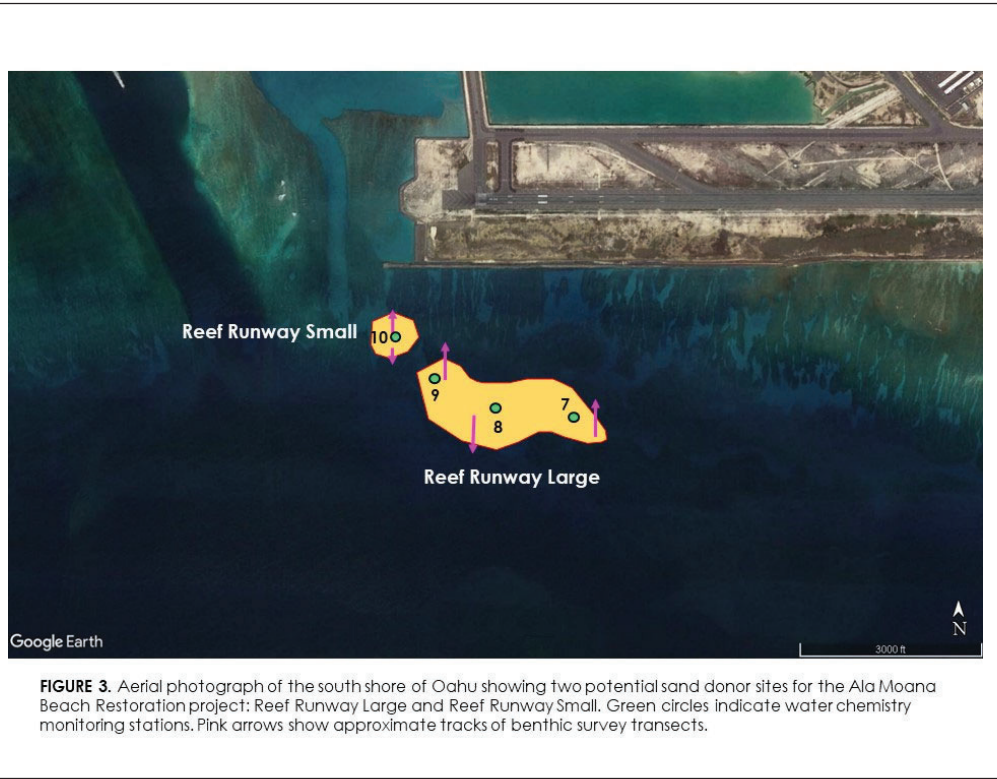 Reef Runway Small
10
9
8
7
Reef Runway Large
Google Earth
N
3000 ft
FIGURE 3. Aerial photograph of the south shore of Oahu showing two potential sand donor sites for the Ala Moana
Beach Restoration project: Reef Runway Large and Reef Runway Small. Green circles indicate water chemistry
monitoring stations. Pink arrows show approximate tracks of benthic survey transects.